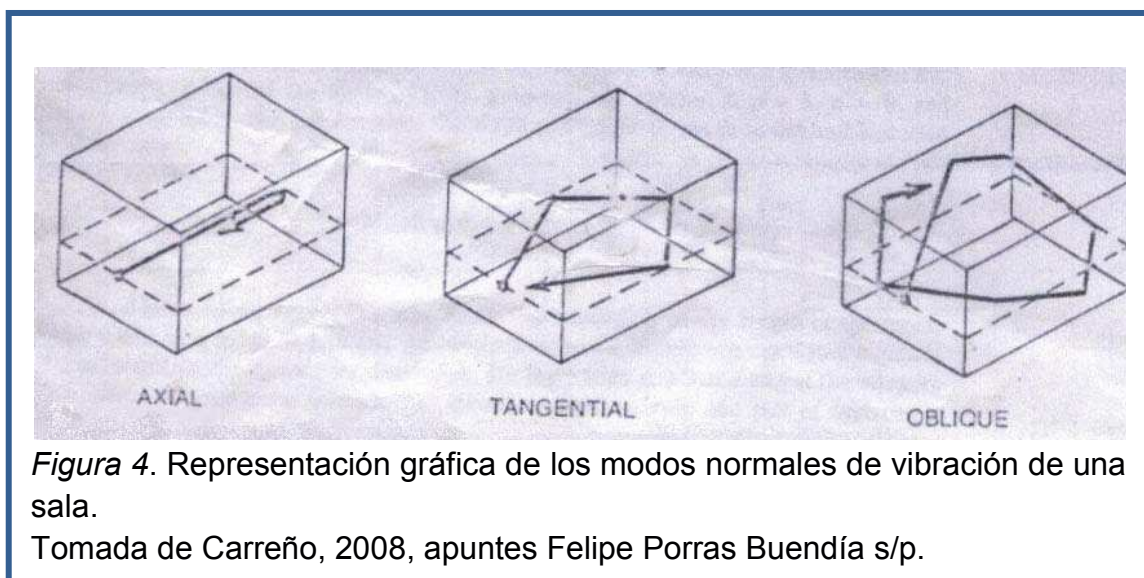 AXIAL
TANGENTIAL
OBLIQUE
Figura 4. Representación gráfica de los modos normales de vibración de una
sala.
Tomada de Carreño, 2008, apuntes Felipe Porras Buendía s/p.